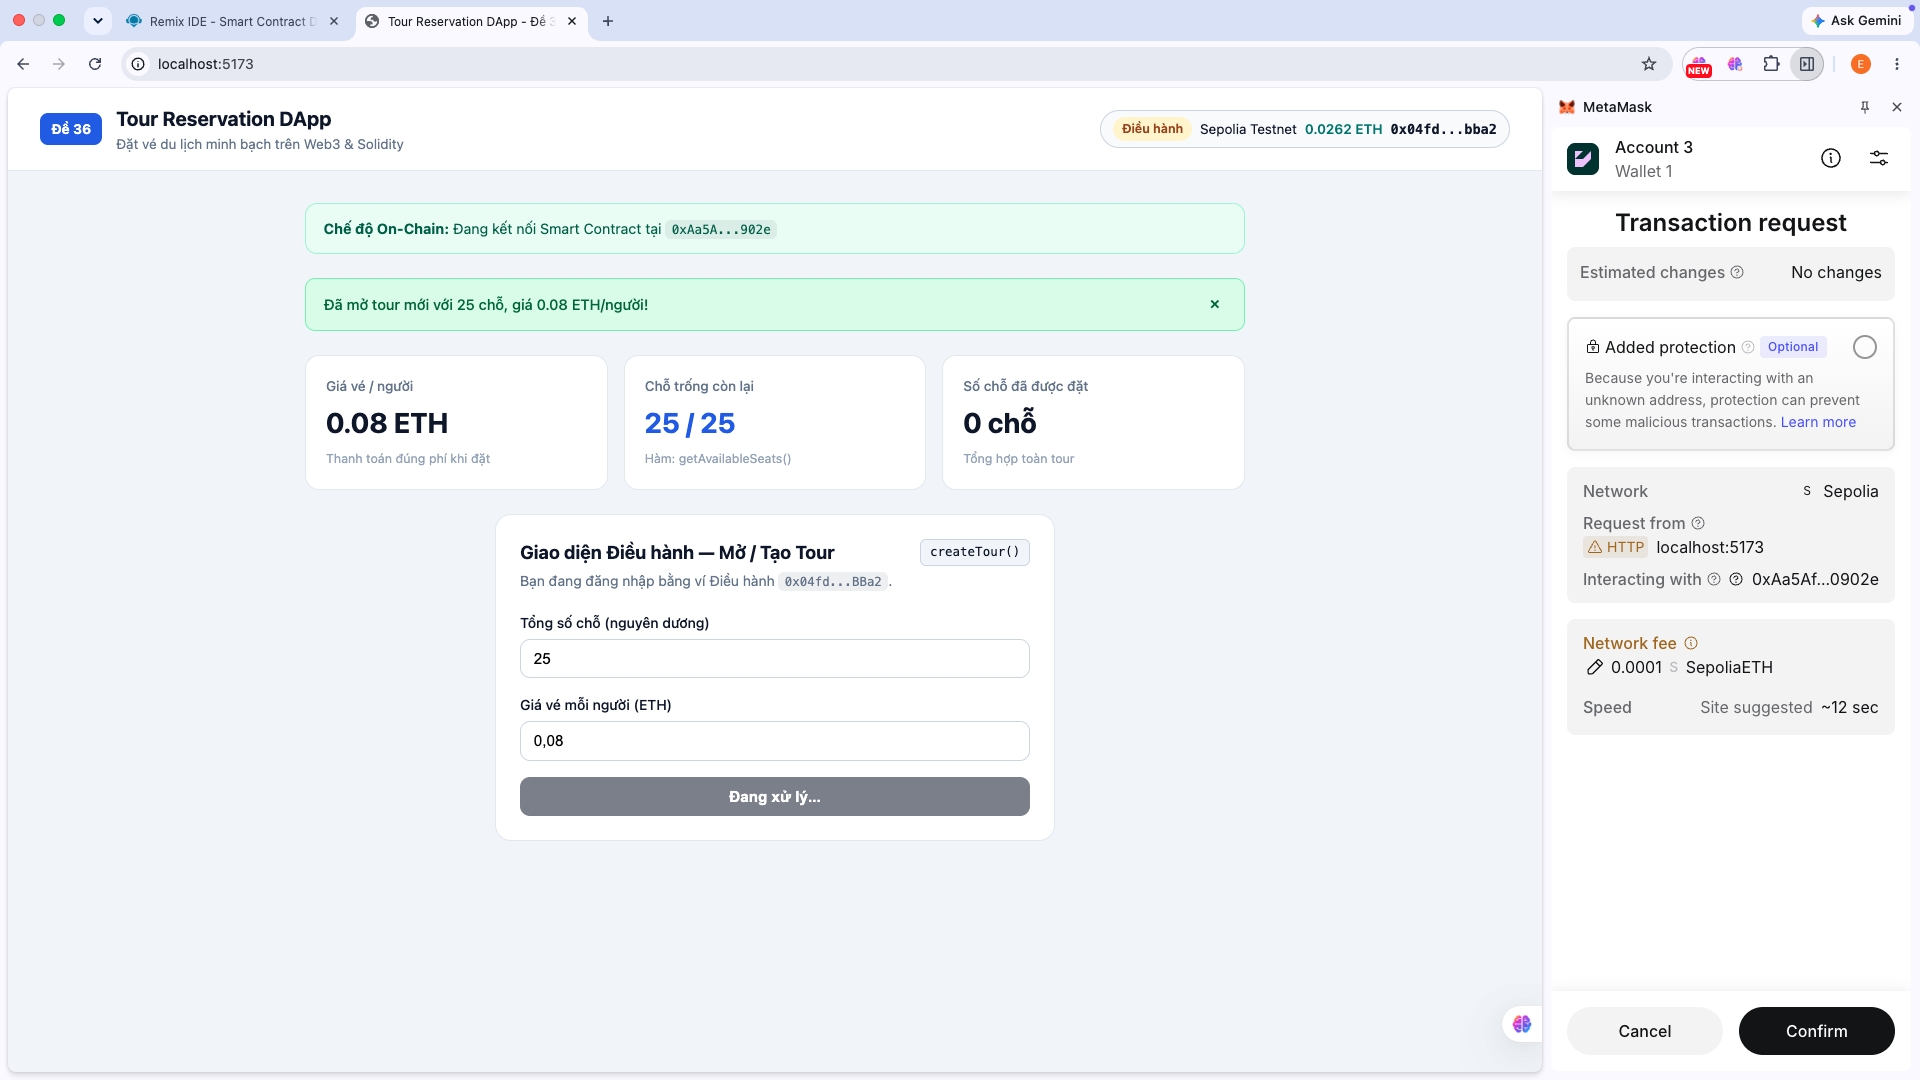 Remix IDE - Smart Contract D
Tour Reservation DApp - Đề 3
Ask Gemini
localhost:5173
NEW
E
Đề 36
Tour Reservation DApp
Đặt vé du lịch minh bạch trên Web3 & Solidity
Điều hành Sepolia Testnet 0.0262 ETH 0x04fd...bba2
Chế độ On-Chain: Đang kết nối Smart Contract tại 0xAa5A...902e
Đã mở tour mới với 25 chỗ, giá 0.08 ETH/người!
Giá vé / người
0.08 ETH
Thanh toán đúng phí khi đặt
Chỗ trống còn lại
25 / 25
Hàm: getAvailableSeats()
Số chỗ đã được đặt
0 chỗ
Tổng hợp toàn tour
Giao diện Điều hành — Mở / Tạo Tour
createTour()
Bạn đang đăng nhập bằng ví Điều hành 0x04fd...BBa2.
Tổng số chỗ (nguyên dương)
25
Giá vé mỗi người (ETH)
0,08
Đang xử lý...
MetaMask
Account 3
Wallet 1
Transaction request
Estimated changes No changes
Added protection Optional
Because you're interacting with an
unknown address, protection can prevent
some malicious transactions. Learn more
Network S Sepolia
Request from
HTTP localhost:5173
Interacting with 0xAa5Af...0902e
Network fee
0.0001 S SepoliaETH
Speed Site suggested ~12 sec
Cancel
Confirm